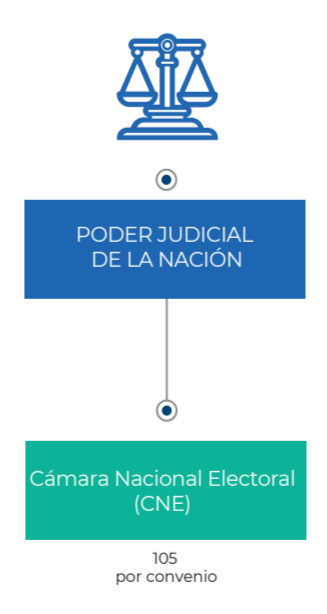 PODER JUDICIAL
DE LA NACIÓN
Cámara Nacional Electoral
(CNE)
105
por convenio